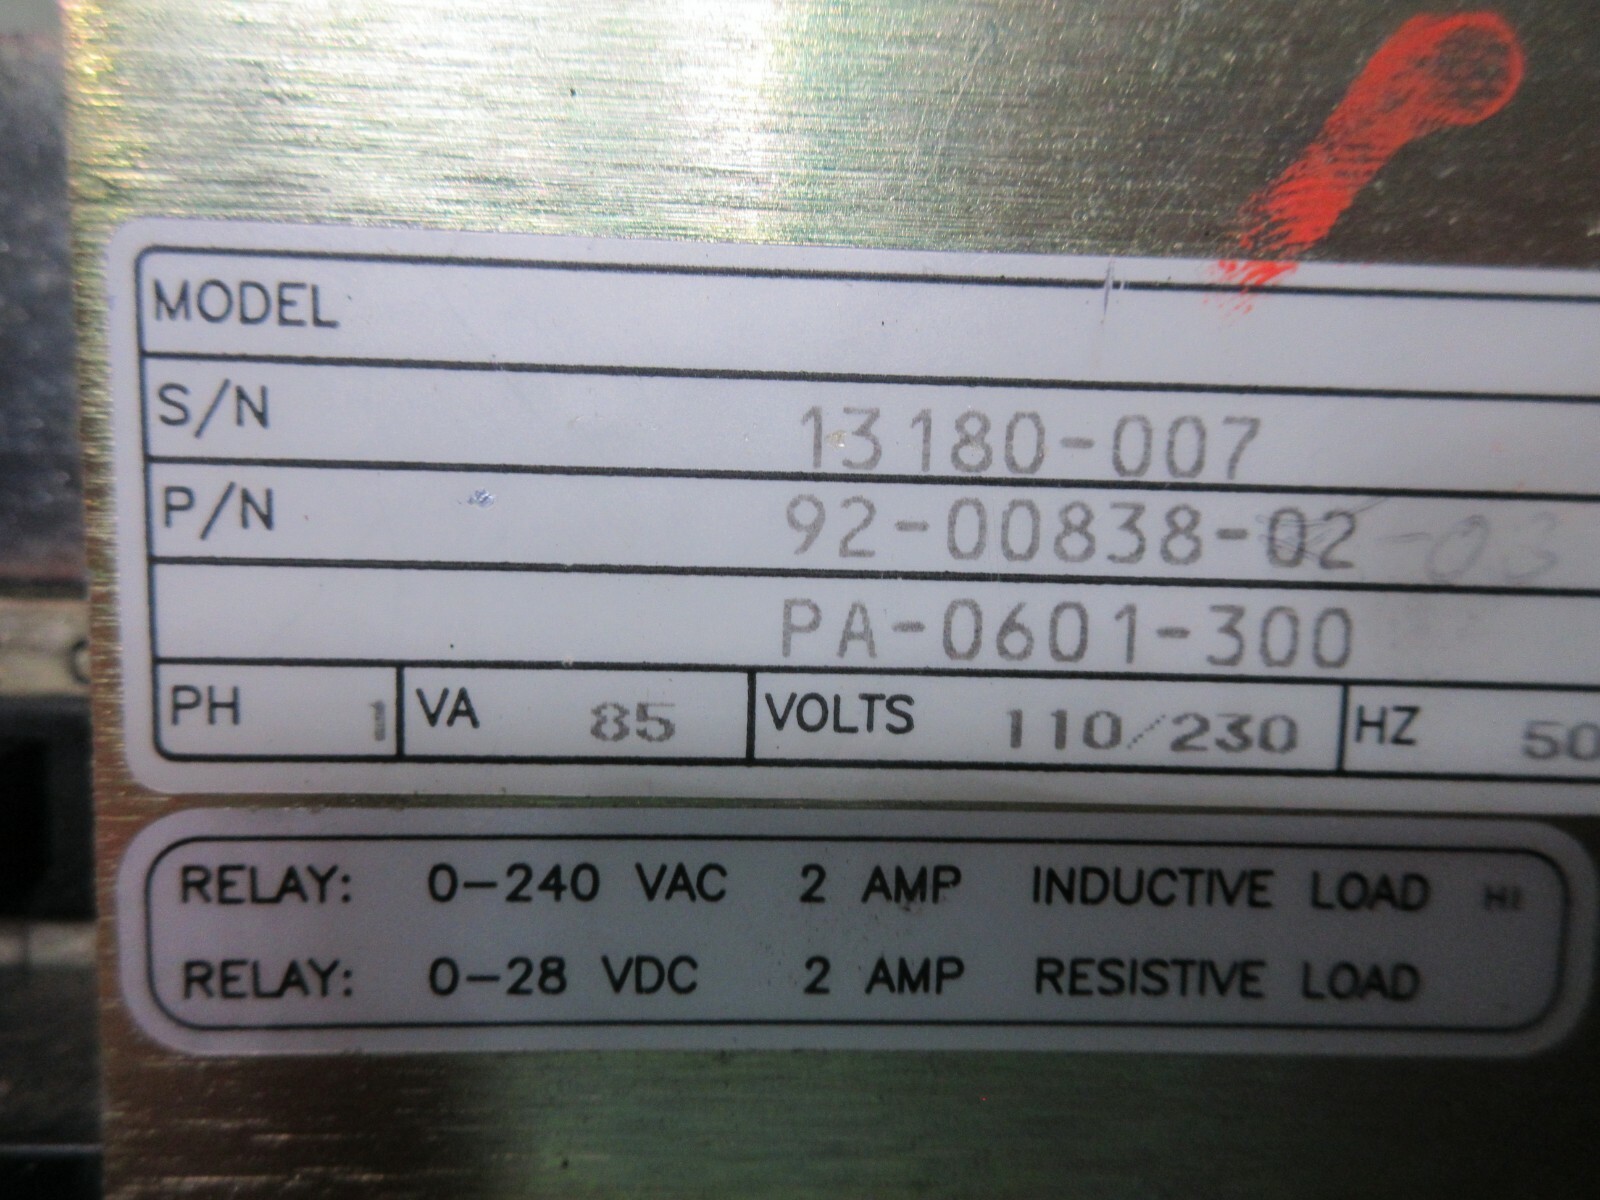 MODEL
S/N 13180-007
P/N 92-00838-02 -03
PA-0601-300
PH 1 VA 85 VOLTS 110/230 HZ 50
RELAY: 0-240 VAC 2 AMP INDUCTIVE LOAD
RELAY: 0-28 VDC 2 AMP RESISTIVE LOAD